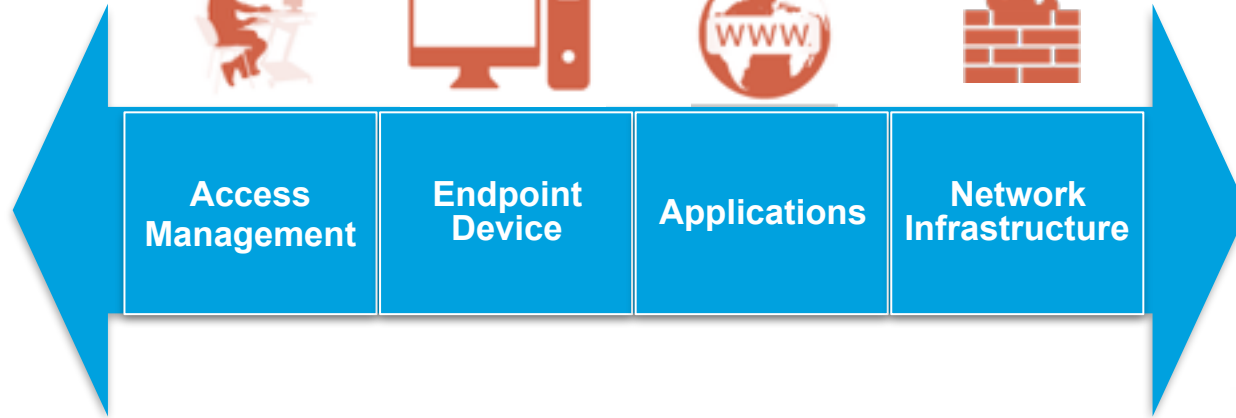 www.
Access
Management
Endpoint
Device
Applications
Network
Infrastructure